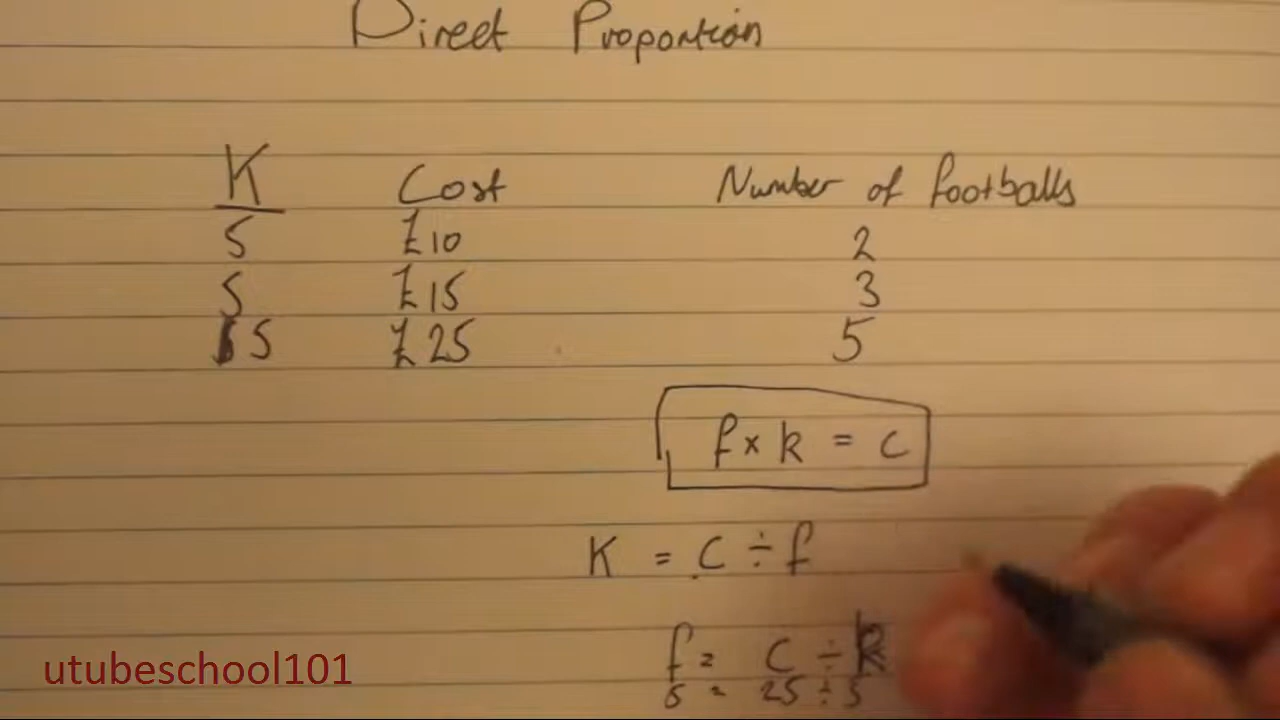 Direct Proportion
K Cost Number of footballs
5 £10 2
5 £15 3
5 £25 5
f × k = c
K = C ÷ f
f = C ÷ k
5 = 25 ÷ 5
utubeschool101